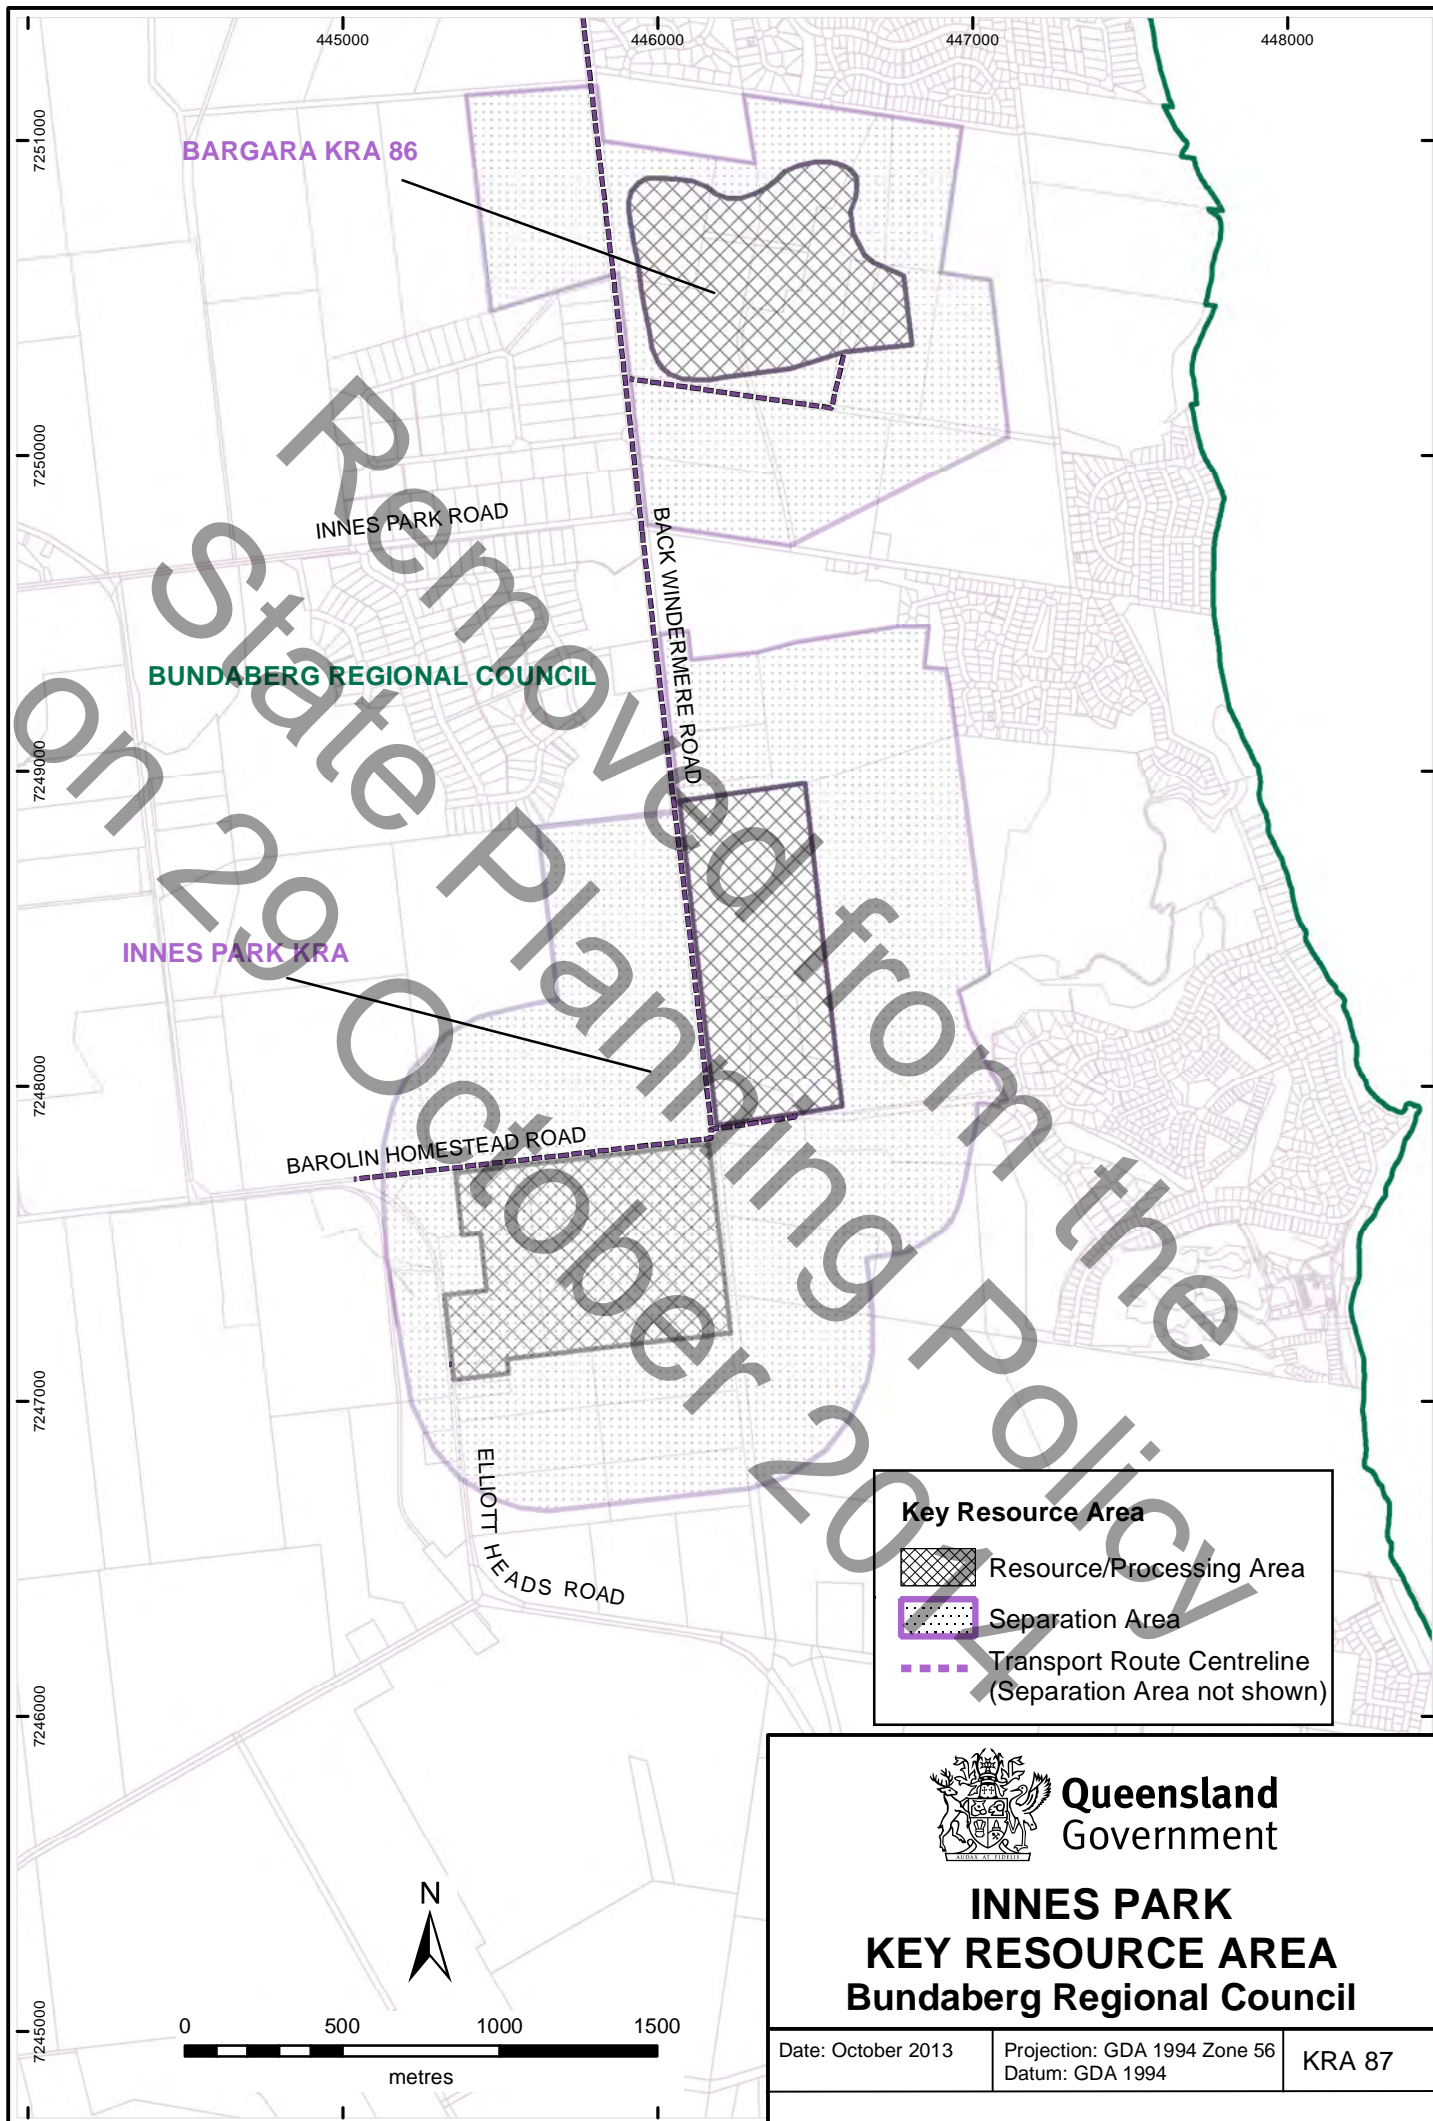 445000
446000
447000
448000
7251000
7250000
7249000
7248000
7247000
7246000
7245000
BARGARA KRA 86
INNES PARK ROAD
BACK WINDERMERE ROAD
BUNDABERG REGIONAL COUNCIL
INNES PARK KRA
BAROLIN HOMESTEAD ROAD
ELLIOTT HEADS ROAD
Removed from the
State Planning Policy
on 29 October 2014
Key Resource Area
Resource/Processing Area
Separation Area
Transport Route Centreline
(Separation Area not shown)
N
0 500 1000 1500
metres
AUDAX AT FIDELIS
Queensland
Government
INNES PARK
KEY RESOURCE AREA
Bundaberg Regional Council
Date: October 2013
Projection: GDA 1994 Zone 56
Datum: GDA 1994
KRA 87